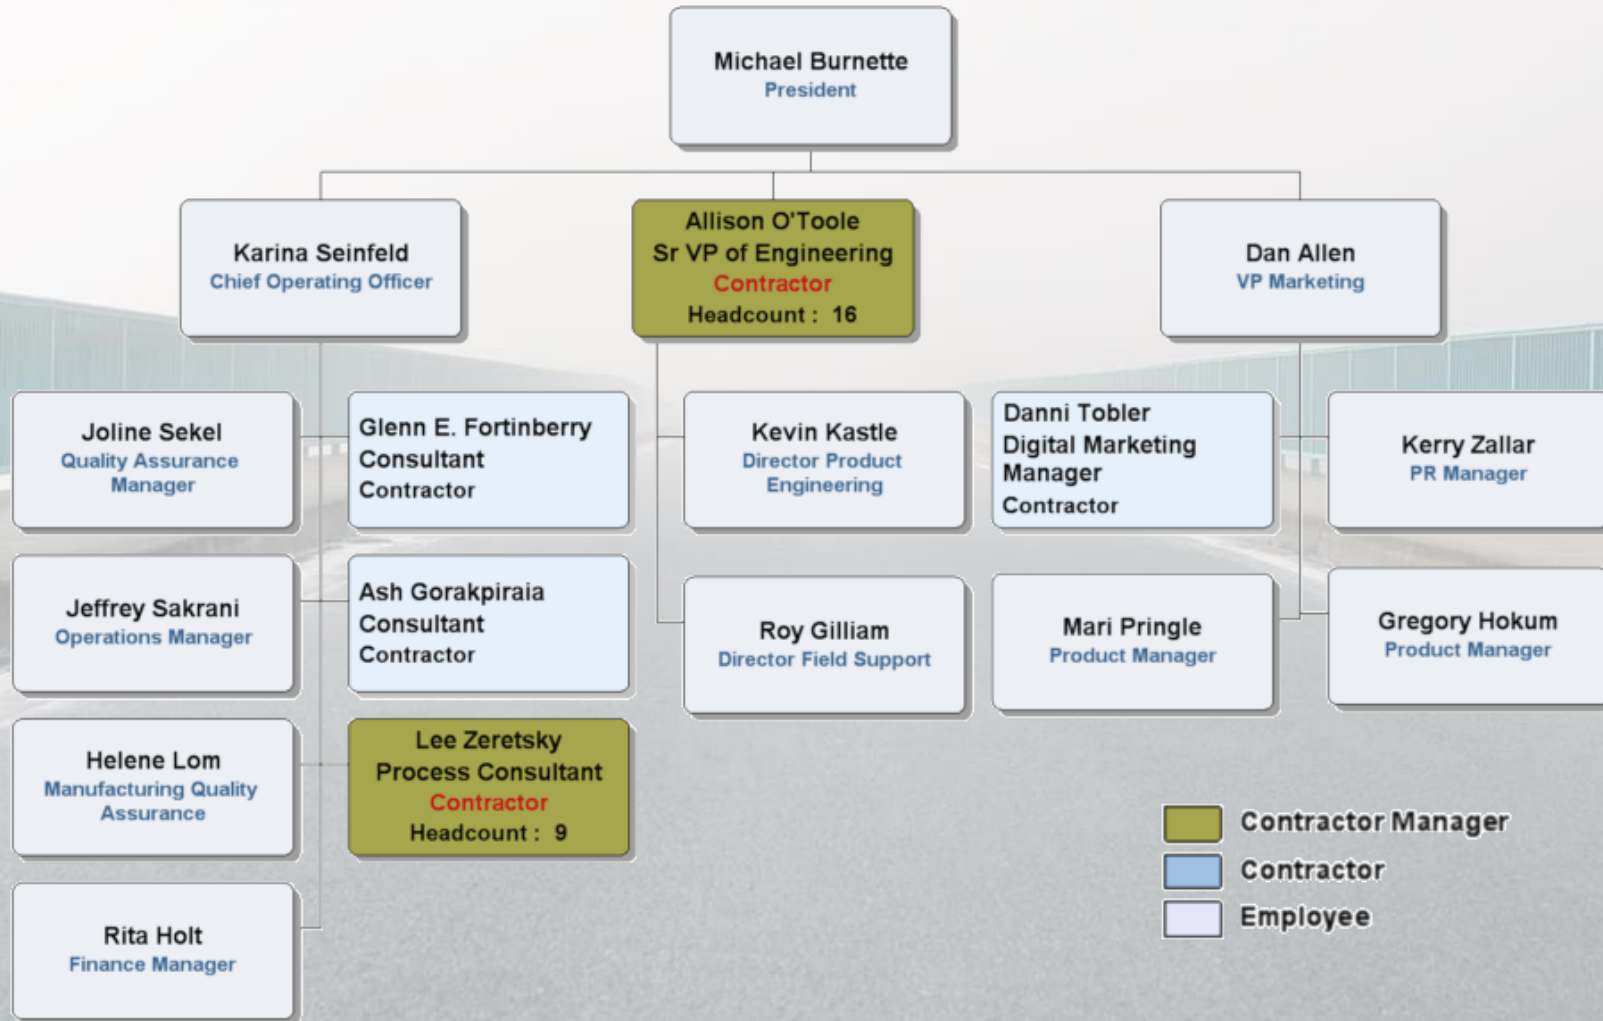 Michael Burnette
President
Karina Seinfeld
Chief Operating Officer
Allison O'Toole
Sr VP of Engineering
Contractor
Headcount : 16
Dan Allen
VP Marketing
Joline Sekel
Quality Assurance
Manager
Glenn E. Fortinberry
Consultant
Contractor
Kevin Kastle
Director Product
Engineering
Danni Tobler
Digital Marketing
Manager
Contractor
Kerry Zallar
PR Manager
Jeffrey Sakrani
Operations Manager
Ash Gorakpiraia
Consultant
Contractor
Roy Gilliam
Director Field Support
Mari Pringle
Product Manager
Gregory Hokum
Product Manager
Helene Lom
Manufacturing Quality
Assurance
Lee Zeretsky
Process Consultant
Contractor
Headcount : 9
Rita Holt
Finance Manager
Contractor Manager
Contractor
Employee